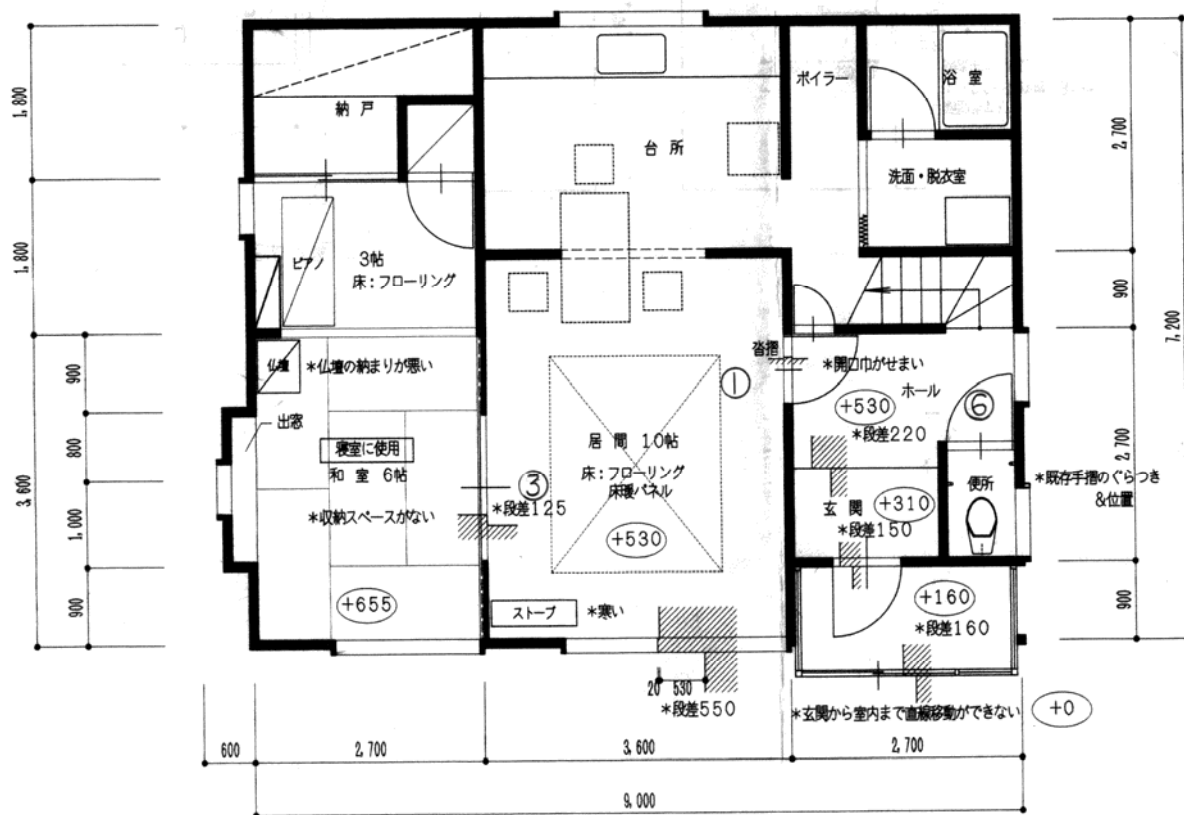 ボイラー
浴 室
納 戸
台 所
洗面・脱衣室
ピアノ
3帖
床：フローリング
沓摺
仏壇
＊仏壇の納まりが悪い
＊開口巾がせまい
ホール
①
+530
⑥
＊段差220
出窓
寝室に使用
和 室 6帖
居 間 10帖
床：フローリング
床暖パネル
③
＊段差125
＊収納スペースがない
+530
玄 関
+310
＊段差150
便所
＊既存手摺のぐらつき
&位置
+655
ストーブ
＊寒い
+160
＊段差160
20 530
＊段差550
＊玄関から室内まで直線移動ができない
+0
1,800
1,800
3,600
900
800
1,000
900
2,700
900
2,700
900
7,200
600
2,700
3,600
2,700
9,000